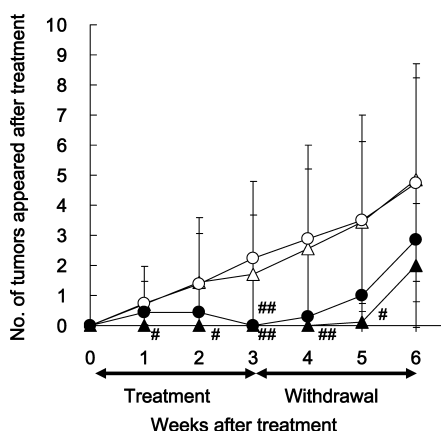 No. of tumors appeared after treatment
10
9
8
7
6
5
4
3
2
1
0
##
# # ## ## #
0 1 2 3 4 5 6
Treatment Withdrawal
Weeks after treatment